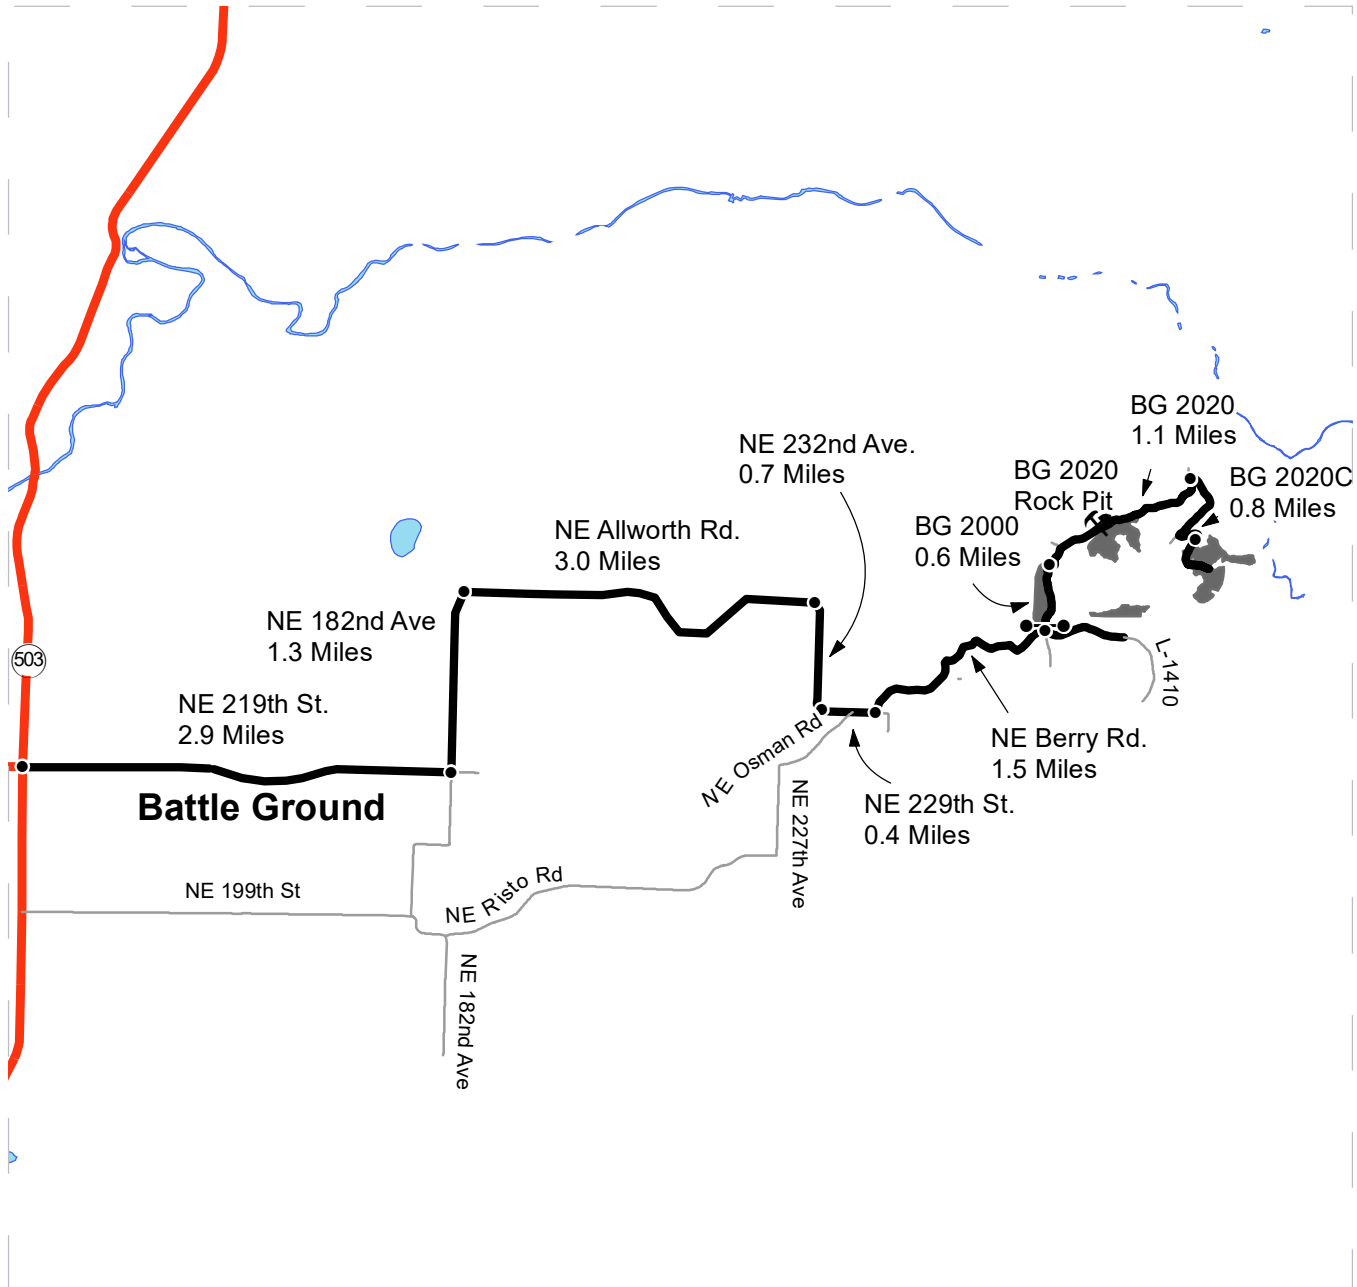 BG 2020
1.1 Miles
NE 232nd Ave.
0.7 Miles
BG 2020
Rock Pit
BG 2020C
0.8 Miles
NE Allworth Rd.
3.0 Miles
BG 2000
0.6 Miles
NE 182nd Ave
1.3 Miles
503
L-1410
NE 219th St.
2.9 Miles
NE Osman Rd
NE Berry Rd.
1.5 Miles
Battle Ground
NE 227th Ave
NE 229th St.
0.4 Miles
NE 199th St
NE Risto Rd
NE 182nd Ave